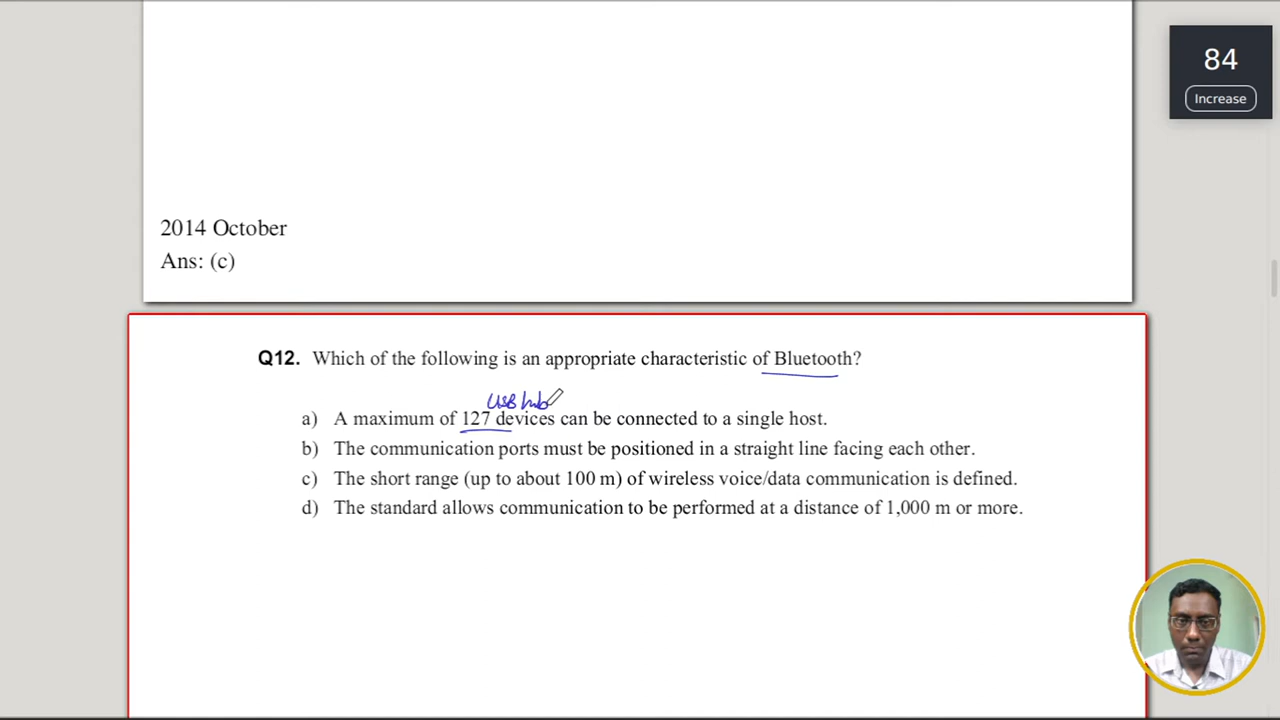 84
Increase
2014 October
Ans: (c)
Q12. Which of the following is an appropriate characteristic of Bluetooth?
USB hub
a) A maximum of 127 devices can be connected to a single host.
b) The communication ports must be positioned in a straight line facing each other.
c) The short range (up to about 100 m) of wireless voice/data communication is defined.
d) The standard allows communication to be performed at a distance of 1,000 m or more.